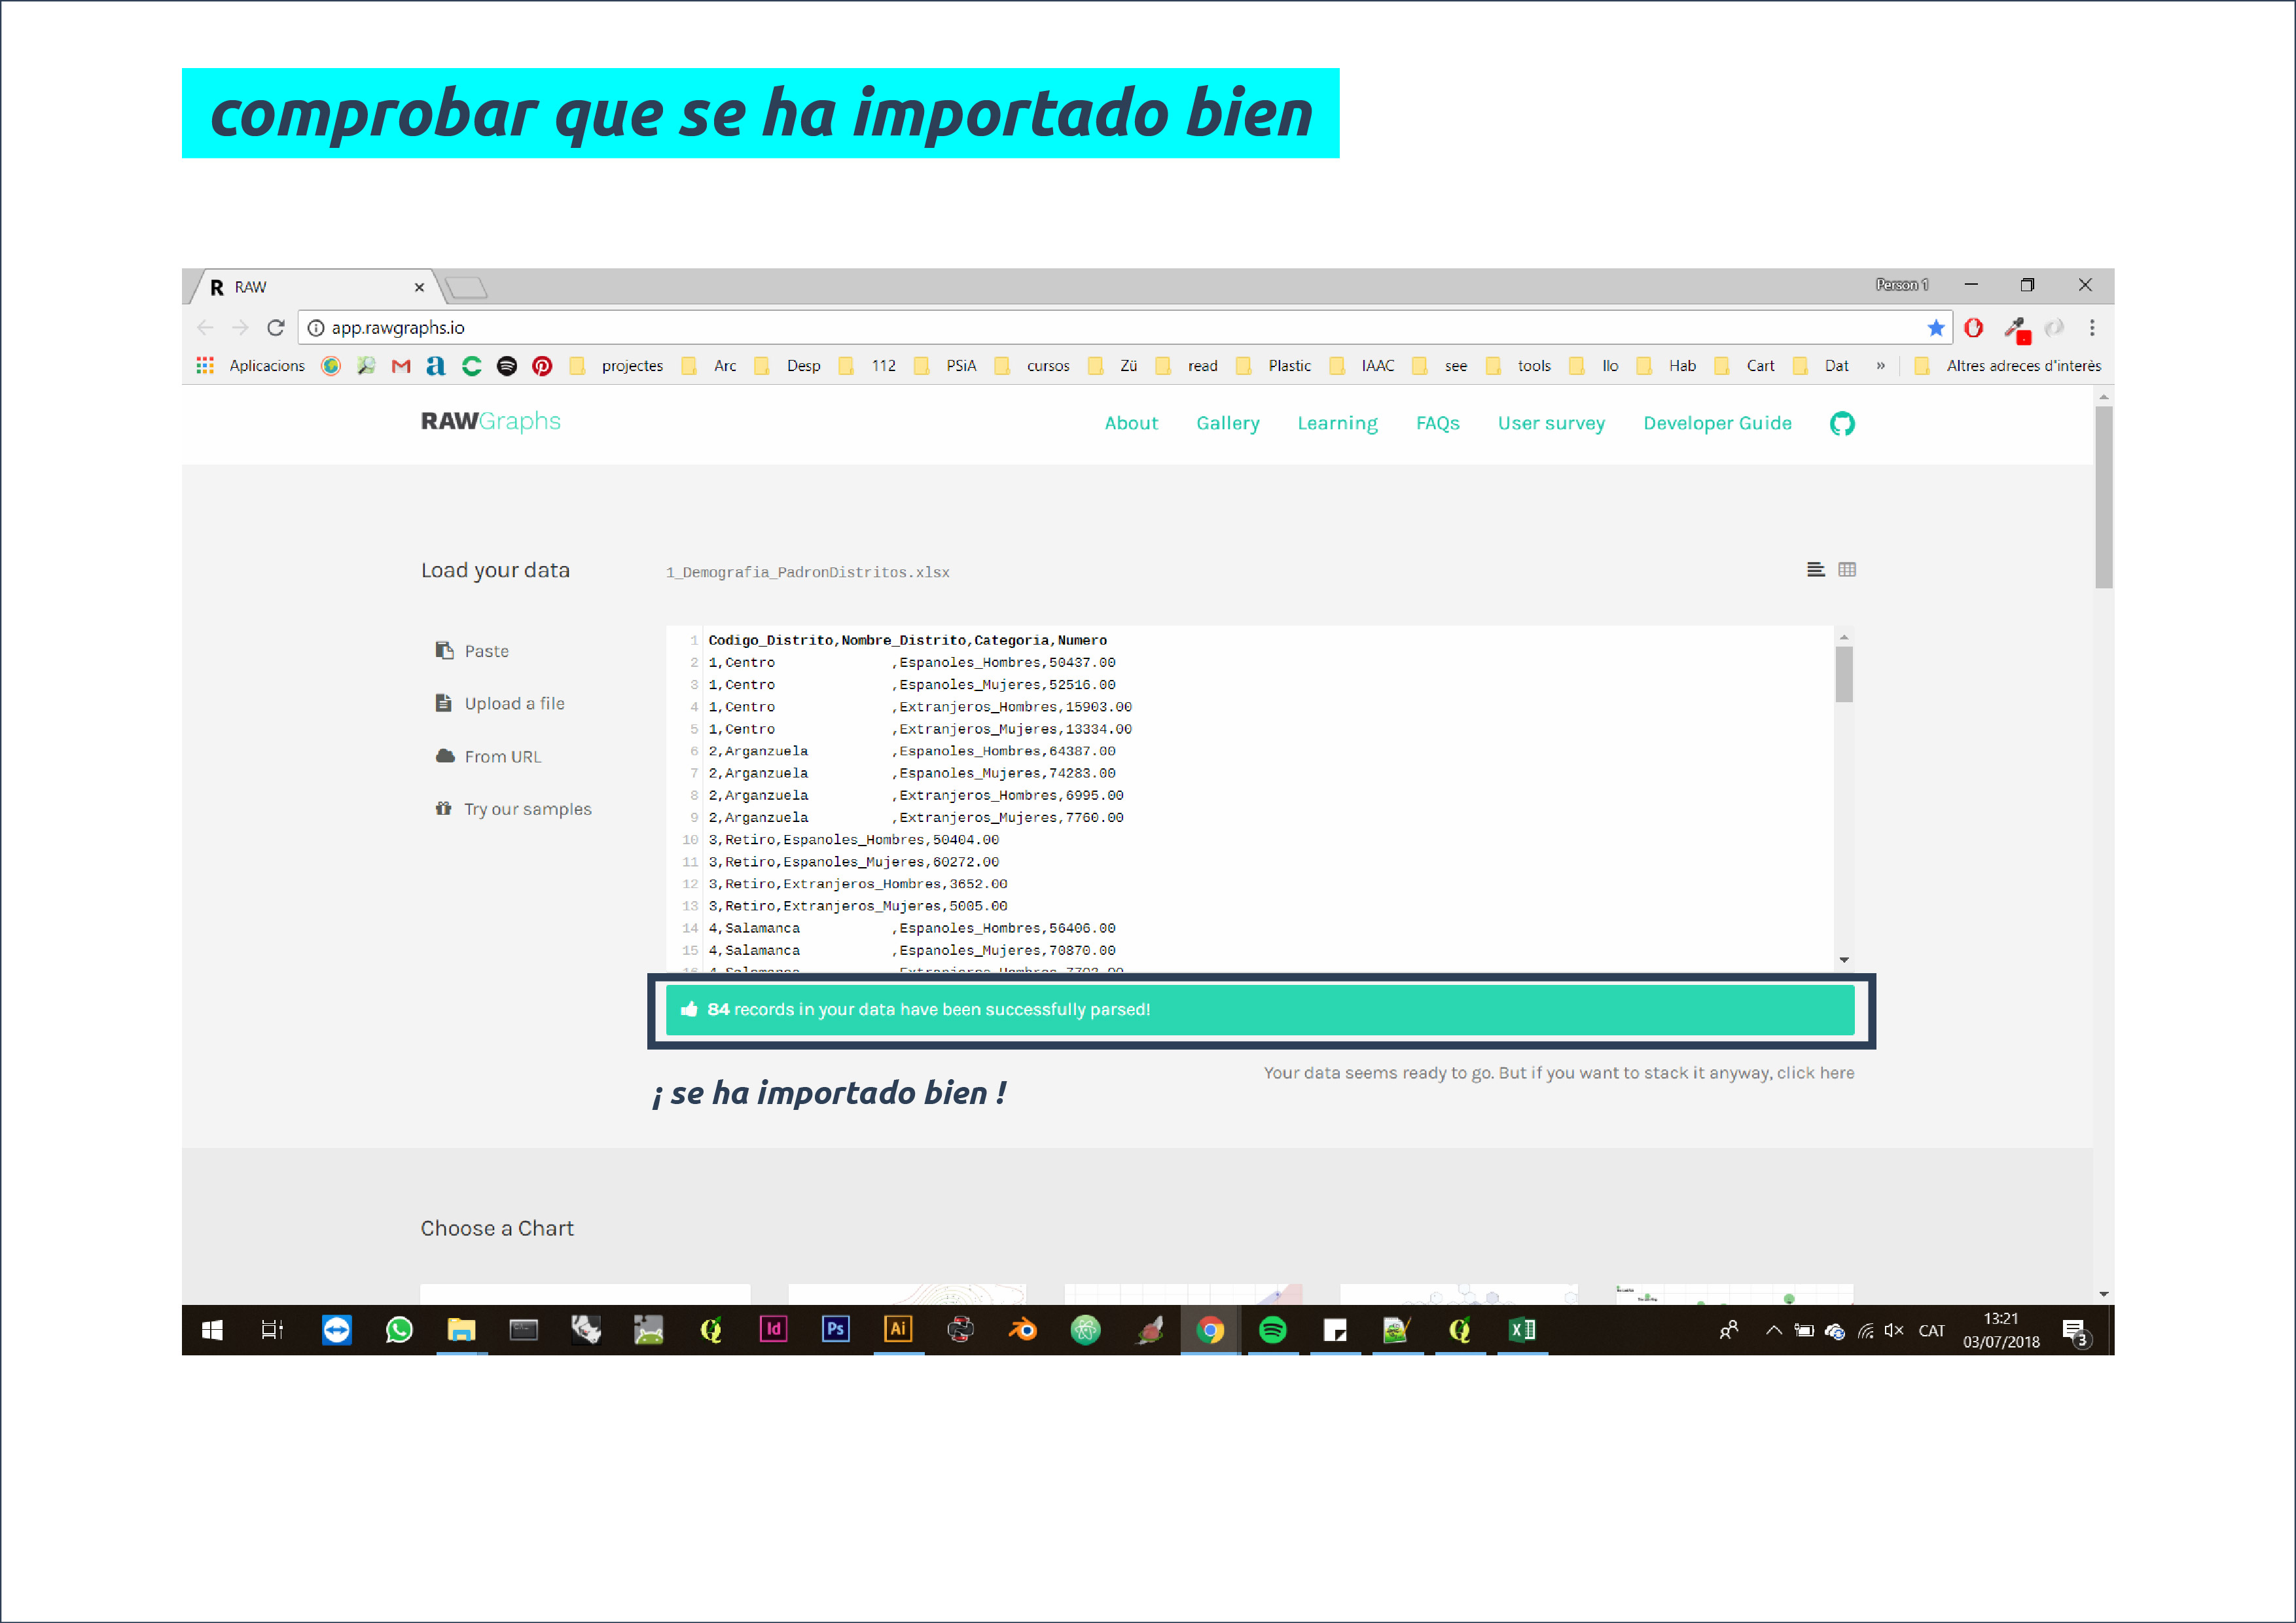 comprobar que se ha importado bien
R RAW
Person 1
app.rawgraphs.io
Aplicacions projectes Arc Desp 112 PSiA cursos Zü read Plastic IAAC see tools llo Hab Cart Dat » Altres adreces d'interès
RAWGraphs About Gallery Learning FAQs User survey Developer Guide
Load your data 1_Demografia_PadronDistritos.xlsx
Paste
Upload a file
From URL
Try our samples
1 Codigo_Distrito,Nombre_Distrito,Categoria,Numero
2 1,Centro ,Espanoles_Hombres,50437.00
3 1,Centro ,Espanoles_Mujeres,52516.00
4 1,Centro ,Extranjeros_Hombres,15903.00
5 1,Centro ,Extranjeros_Mujeres,13334.00
6 2,Arganzuela ,Espanoles_Hombres,64387.00
7 2,Arganzuela ,Espanoles_Mujeres,74283.00
8 2,Arganzuela ,Extranjeros_Hombres,6995.00
9 2,Arganzuela ,Extranjeros_Mujeres,7760.00
10 3,Retiro,Espanoles_Hombres,50404.00
11 3,Retiro,Espanoles_Mujeres,60272.00
12 3,Retiro,Extranjeros_Hombres,3652.00
13 3,Retiro,Extranjeros_Mujeres,5005.00
14 4,Salamanca ,Espanoles_Hombres,56406.00
15 4,Salamanca ,Espanoles_Mujeres,70870.00
84 records in your data have been successfully parsed!
Your data seems ready to go. But if you want to stack it anyway, click here
¡ se ha importado bien !
Choose a Chart
Id Ps Ai
CAT
13:21
03/07/2018
3